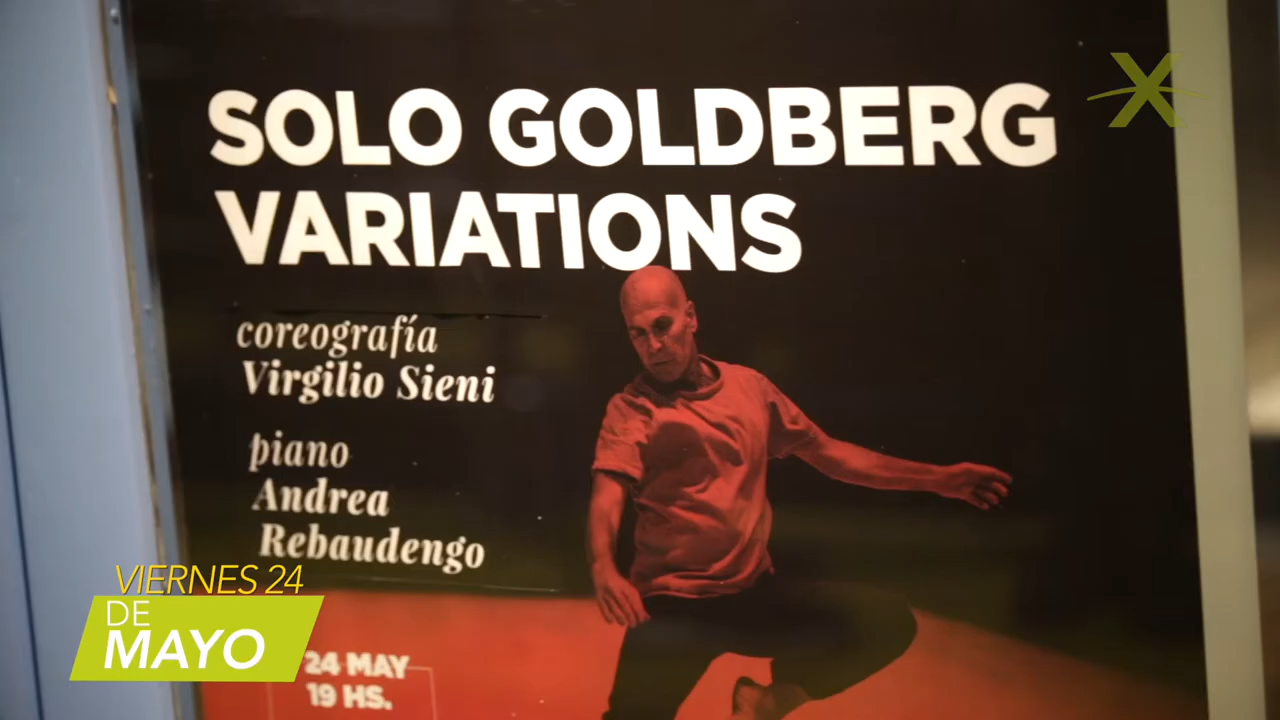 SOLO GOLDBERG
VARIATIONS
coreografía
Virgilio Sieni
piano
Andrea
Rebaudengo
24 MAY
19 HS.
VIERNES 24
DE
MAYO
X